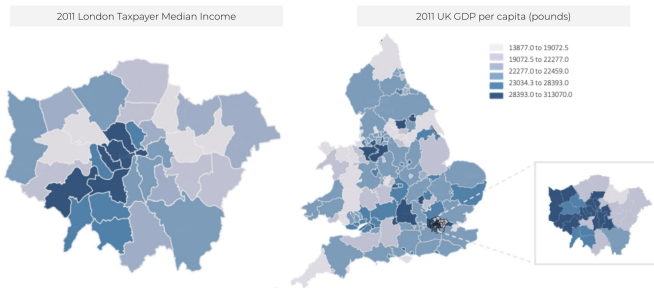 2011 London Taxpayer Median Income
2011 UK GDP per capita (pounds)
13877.0 to 19072.5
19072.5 to 22277.0
22277.0 to 22459.0
23034.3 to 28393.0
28393.0 to 313070.0